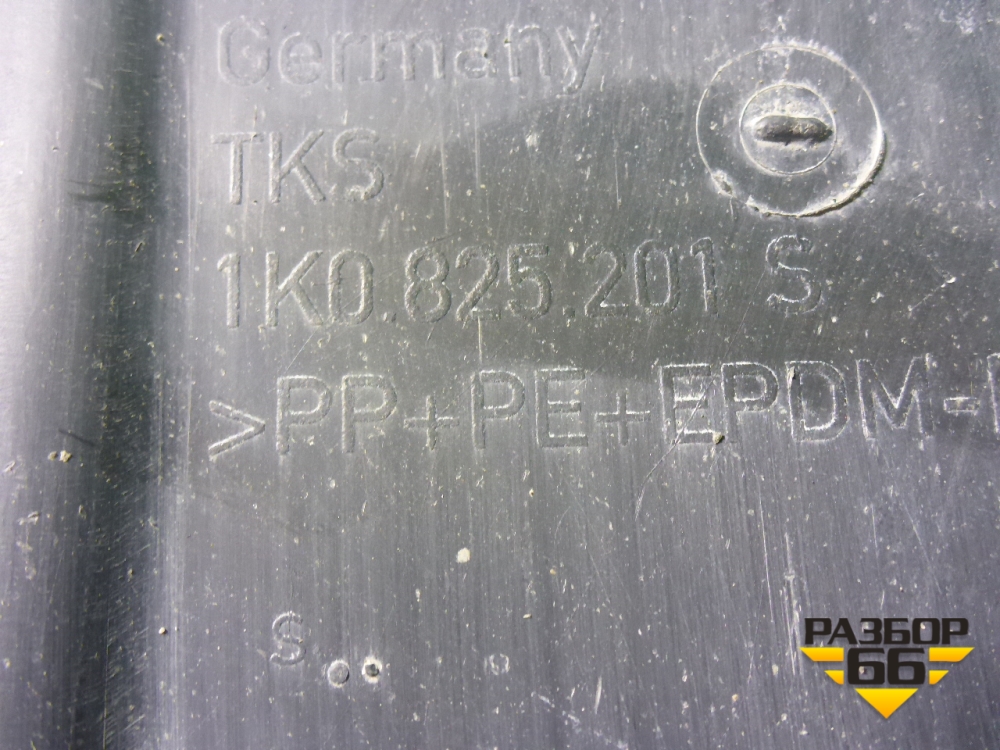 Germany
TKS
1K0.825.201 S
>PP+PE+EPDM-
S..
РАЗБОР
66